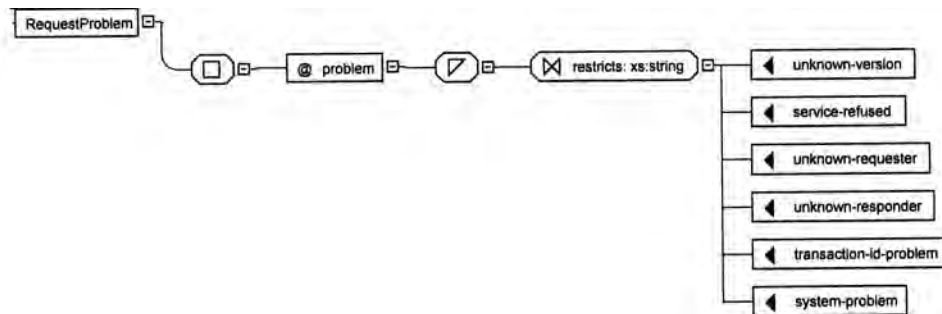 RequestProblem
@ problem
restricts: xs:string
unknown-version
service-refused
unknown-requester
unknown-responder
transaction-id-problem
system-problem